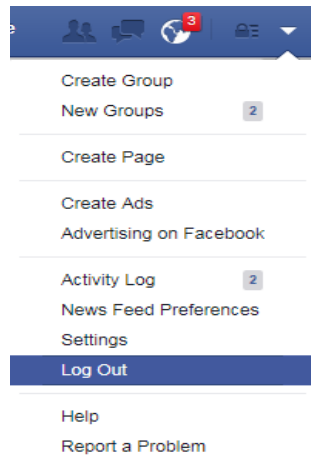 e
3
Create Group
New Groups 2
Create Page
Create Ads
Advertising on Facebook
Activity Log 2
News Feed Preferences
Settings
Log Out
Help
Report a Problem